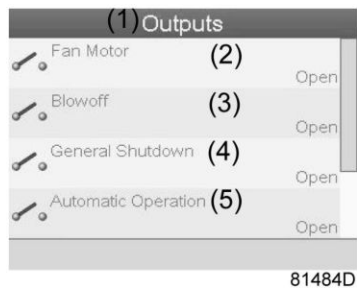 (1) Outputs
Fan Motor (2)
Open
Blowoff (3)
Open
General Shutdown (4)
Open
Automatic Operation (5)
Open
81484D